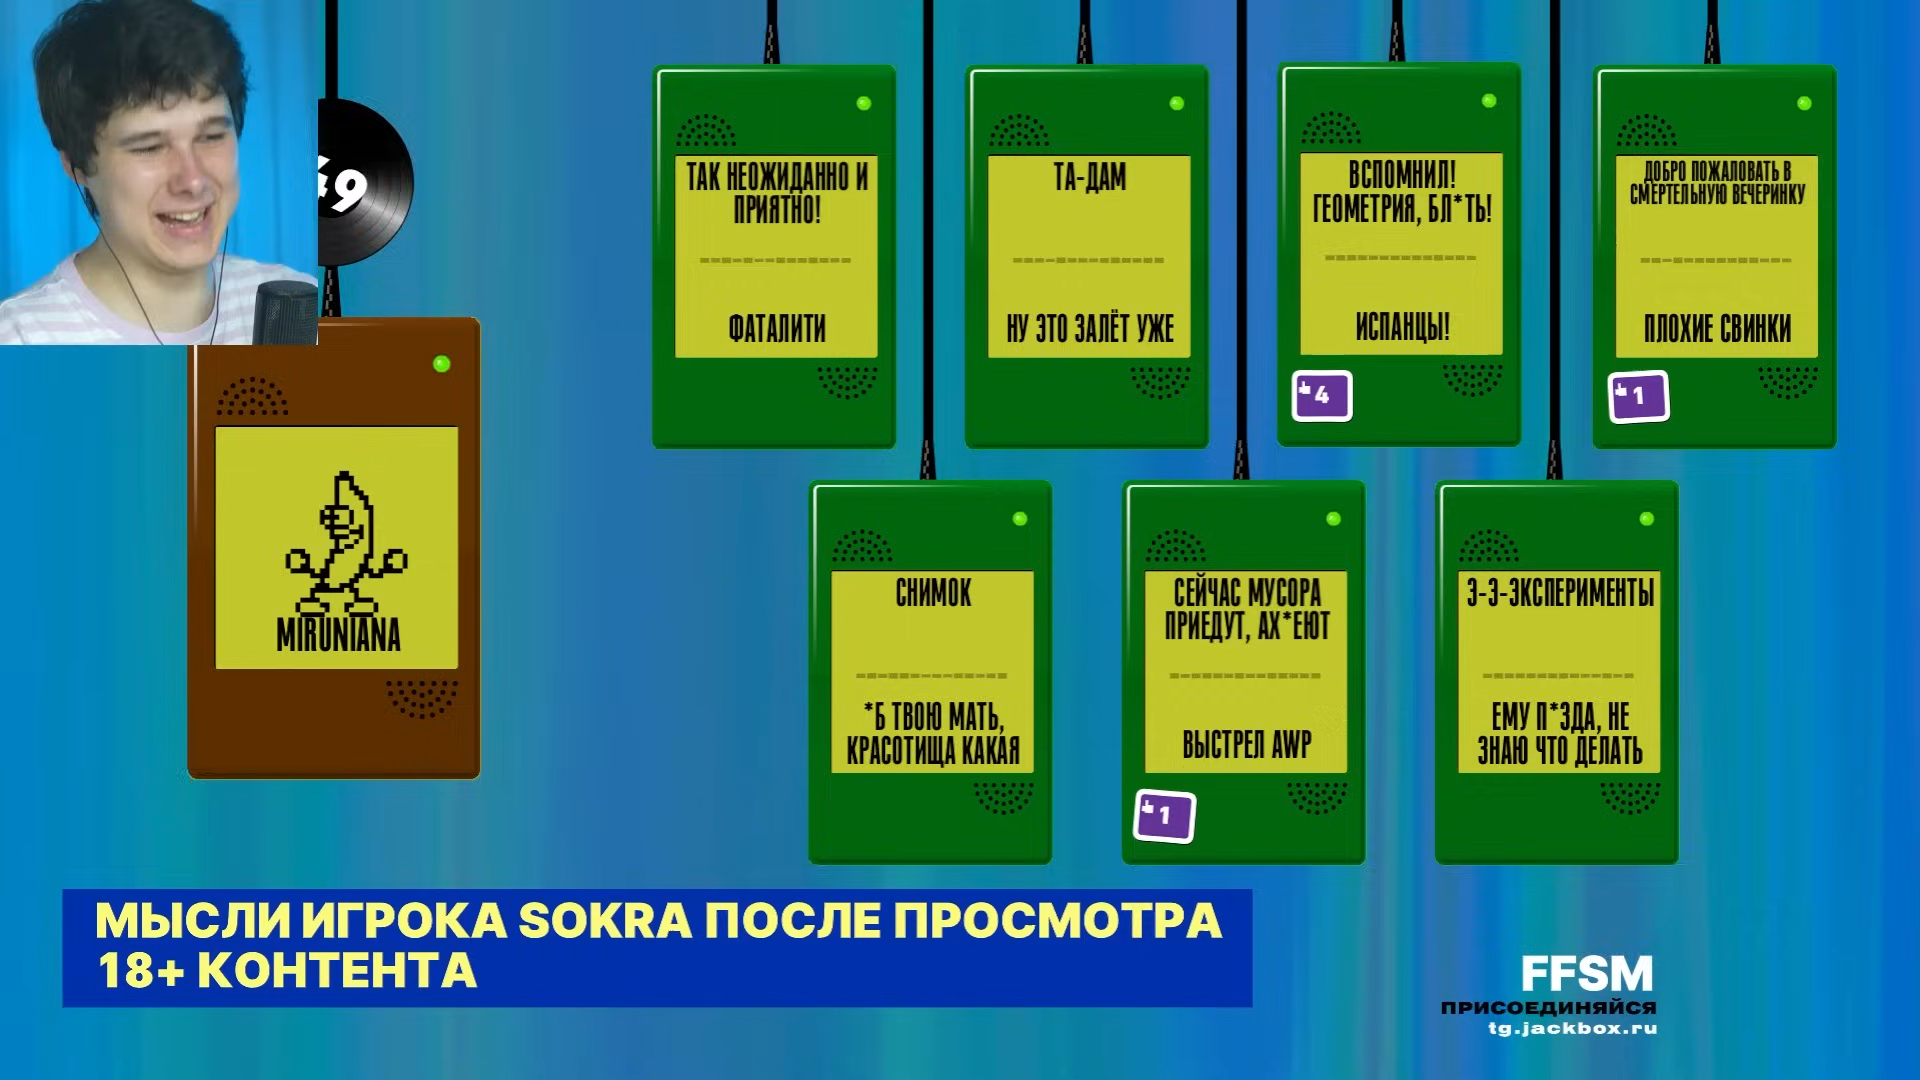 49
ТАК НЕОЖИДАННО И
ПРИЯТНО!
ФАТАЛИТИ
ТА-ДАМ
НУ ЭТО ЗАЛЁТ УЖЕ
ВСПОМНИЛ!
ГЕОМЕТРИЯ, БЛ*ТЬ!
ИСПАНЦЫ!
4
ДОБРО ПОЖАЛОВАТЬ В
СМЕРТЕЛЬНУЮ ВЕЧЕРИНКУ
ПЛОХИЕ СВИНКИ
1
MIRUNIANA
СНИМОК
*Б ТВОЮ МАТЬ,
КРАСОТИЩА КАКАЯ
СЕЙЧАС МУСОРА
ПРИЕДУТ, АХ*ЕЮТ
ВЫСТРЕЛ AWP
1
Э-Э-ЭКСПЕРИМЕНТЫ
ЕМУ П*ЗДА, НЕ
ЗНАЮ ЧТО ДЕЛАТЬ
МЫСЛИ ИГРОКА SOKRA ПОСЛЕ ПРОСМОТРА
18+ КОНТЕНТА
FFSM
ПРИСОЕДИНЯЙСЯ
tg.jackbox.ru